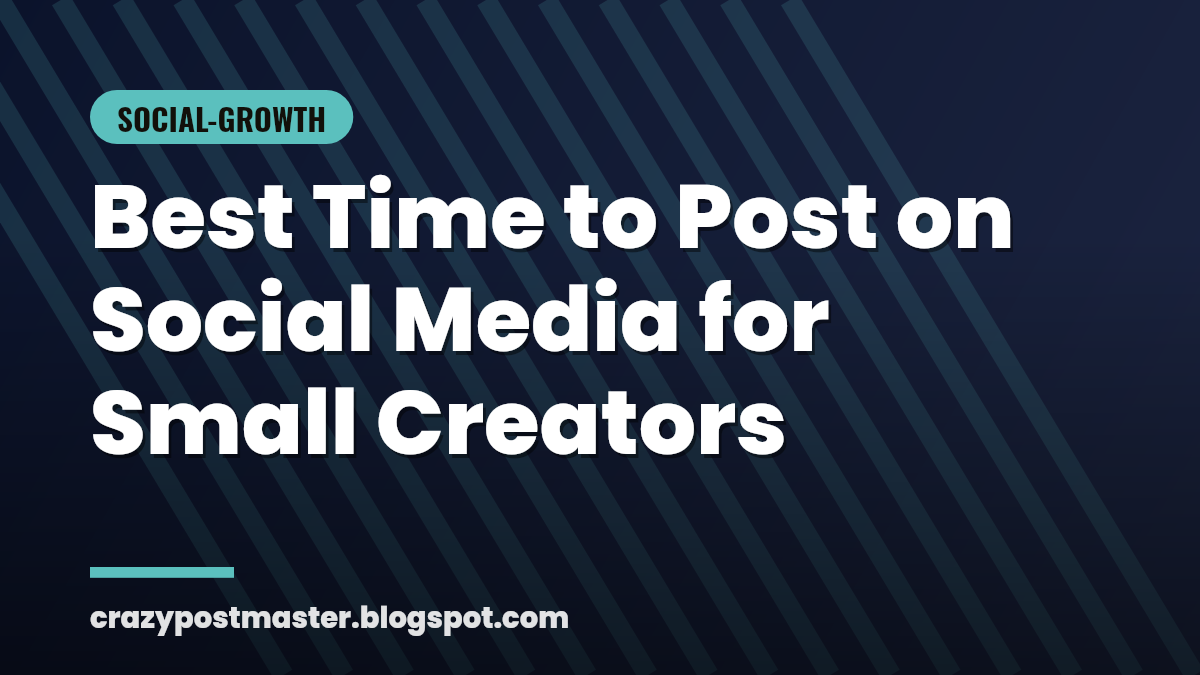 SOCIAL-GROWTH
Best Time to Post on
Social Media for
Small Creators
crazypostmaster.blogspot.com